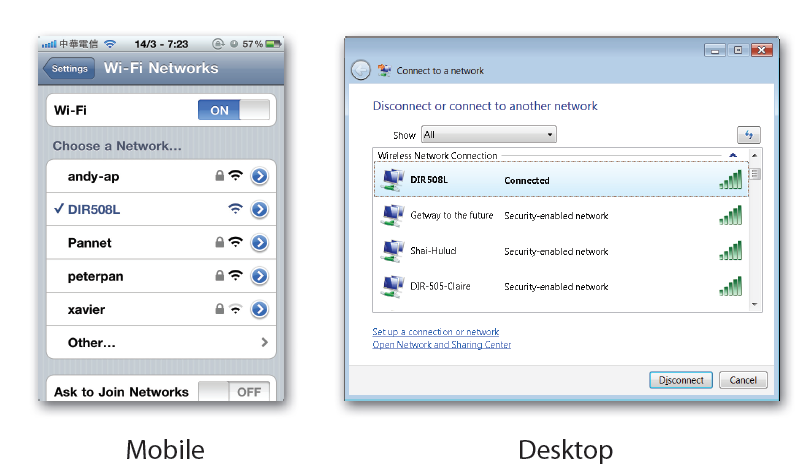 中華電信 14/3 - 7:23 57%
Settings Wi-Fi Networks
Wi-Fi ON
Choose a Network...
andy-ap
DIR508L
Pannet
peterpan
xavier
Other...
Ask to Join Networks OFF
Mobile
Connect to a network
Disconnect or connect to another network
Show All
Wireless Network Connection
DIR508L Connected
Getway to the future Security-enabled network
Shai-Hulud Security-enabled network
DIR-505-Claire Security-enabled network
Set up a connection or network
Open Network and Sharing Center
Disconnect Cancel
Desktop